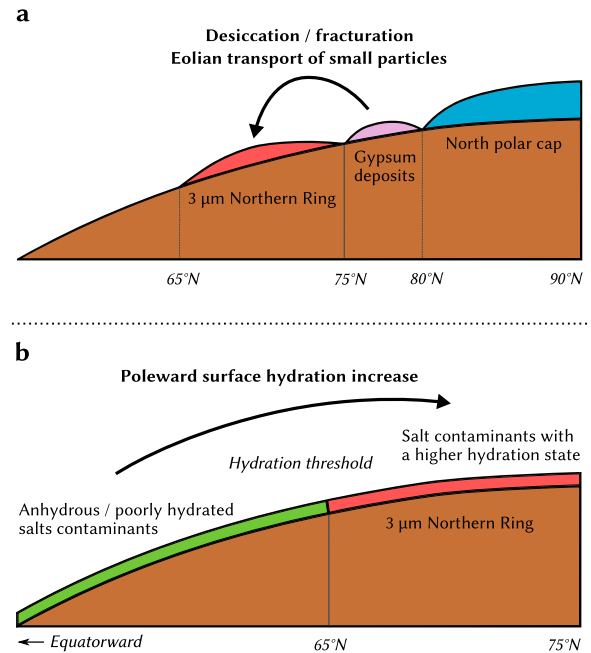 a
Desiccation / fracturation
Eolian transport of small particles
North polar cap
Gypsum
deposits
3 µm Northern Ring
65°N
75°N
80°N
90°N
b
Poleward surface hydration increase
Salt contaminants with
a higher hydration state
Hydration threshold
Anhydrous / poorly hydrated
salts contaminants
3 µm Northern Ring
Equatorward
65°N
75°N